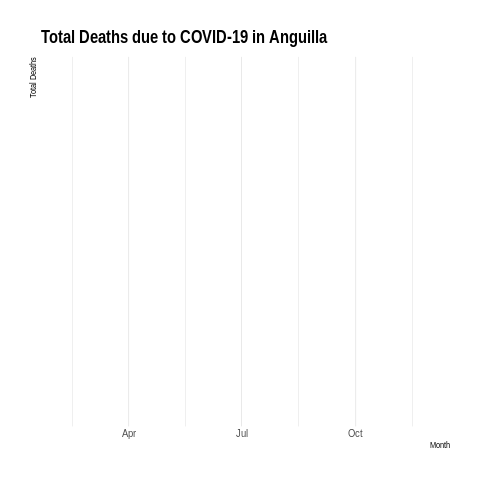 Total Deaths due to COVID-19 in Anguilla
Total Deaths
Apr Jul Oct
Month